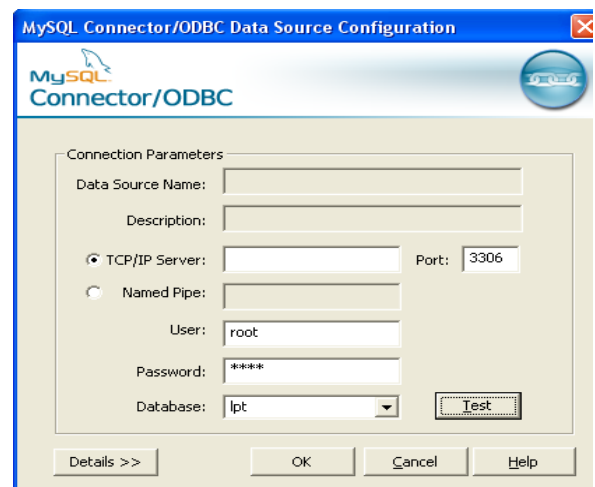 MySQL Connector/ODBC Data Source Configuration
MySQL
Connector/ODBC
Connection Parameters
Data Source Name:
Description:
TCP/IP Server: Port: 3306
Named Pipe:
User: root
Password: ****
Database: lpt Test
Details >> OK Cancel Help